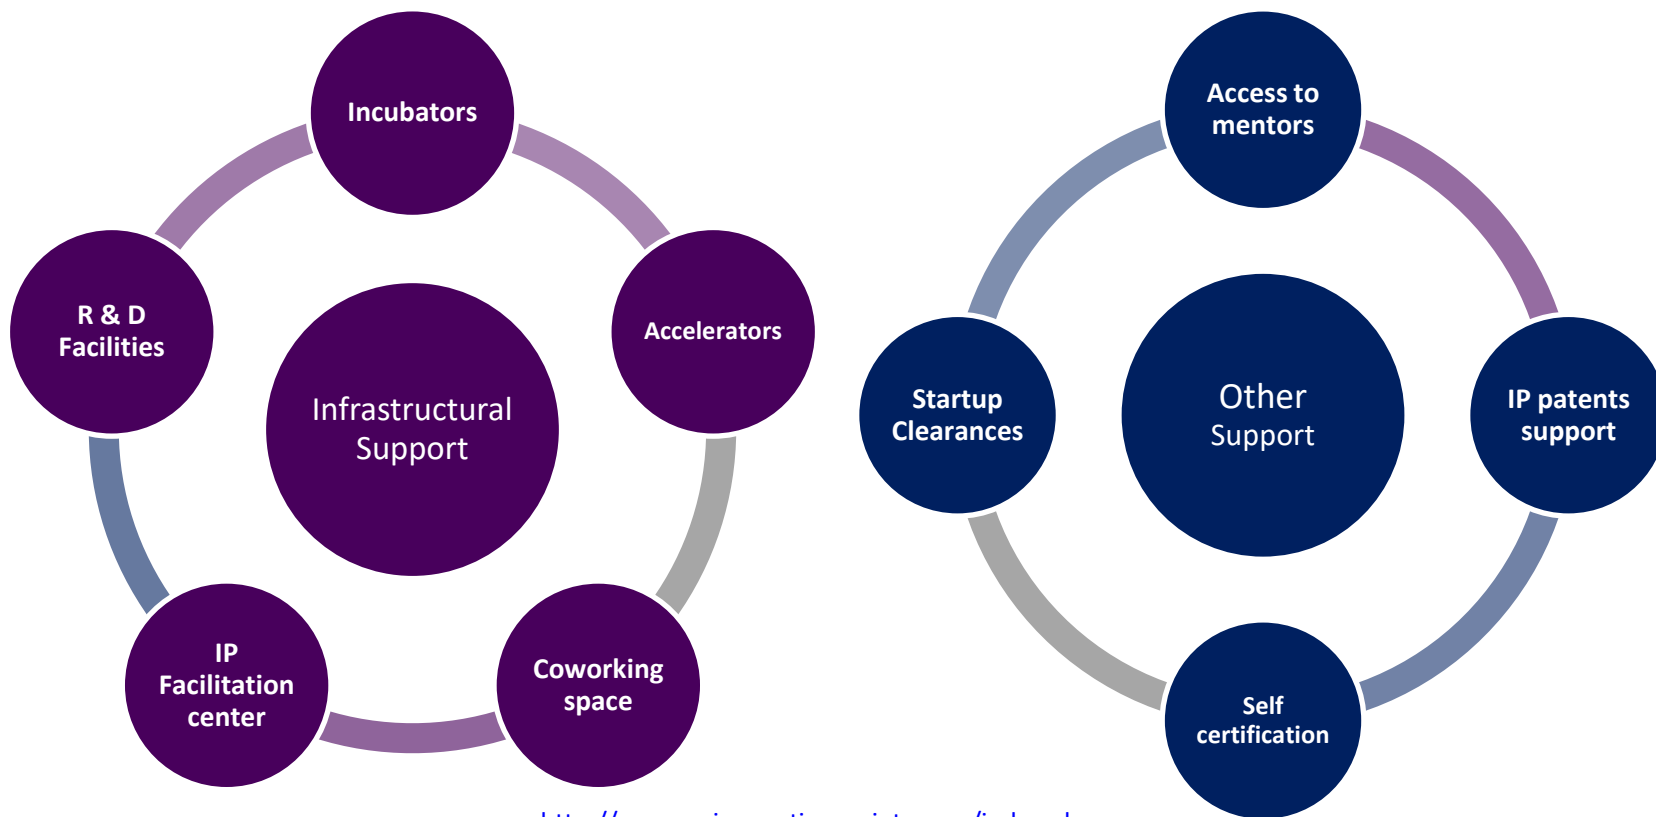 Incubators
Accelerators
Coworking
space
IP
Facilitation
center
R & D
Facilities
Infrastructural
Support
Access to
mentors
IP patents
support
Self
certification
Startup
Clearances
Other
Support